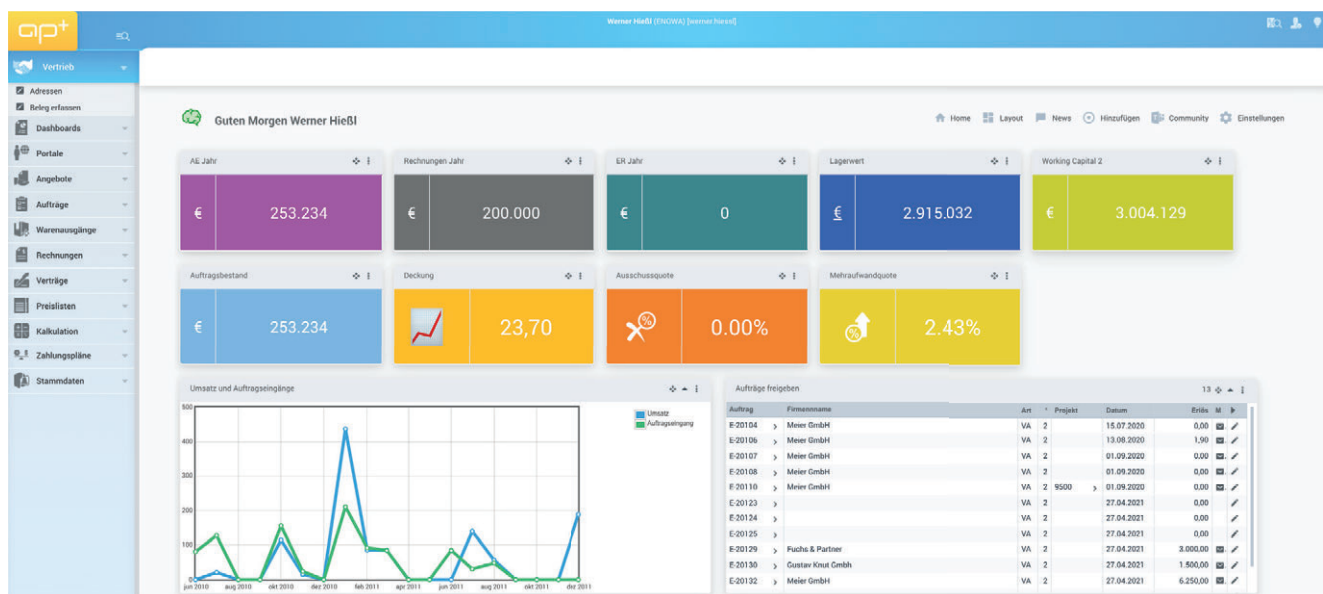 ap+
Werner Hießl (ENOWA) [werner.hiessl]
Vertrieb
Adressen
Beleg erfassen
Dashboards
Portale
Angebote
Aufträge
Warenausgänge
Rechnungen
Verträge
Preislisten
Kalkulation
Zahlungspläne
Stammdaten
Guten Morgen Werner Hießl
Home Layout News Hinzufügen Community Einstellungen
AE Jahr
€ 253.234
Rechnungen Jahr
€ 200.000
ER Jahr
€ 0
Lagerwert
€ 2.915.032
Working Capital 2
€ 3.004.129
Auftragsbestand
€ 253.234
Deckung
23,70
Ausschussquote
% 0.00%
Mehraufwandquote
% 2.43%
Umsatz und Auftragseingänge
500
400
300
200
100
0
jun 2010 aug 2010 okt 2010 dez 2010 feb 2011 apr 2011 jun 2011 aug 2011 okt 2011 dez 2011
Umsatz
Auftragseingang
Aufträge freigeben 13
Auftrag Firmennname Art Projekt Datum Erlös M
E-20104 Meier GmbH VA 2 15.07.2020 0,00
E-20106 Meier GmbH VA 2 13.08.2020 1,90
E-20107 Meier GmbH VA 2 01.09.2020 0,00
E-20108 Meier GmbH VA 2 01.09.2020 0,00
E-20110 Meier GmbH VA 2 9500 01.09.2020 0,00
E-20123 VA 2 27.04.2021 0,00
E-20124 VA 2 27.04.2021 0,00
E-20125 VA 2 27.04.2021 0,00
E-20129 Fuchs & Partner VA 2 27.04.2021 3.000,00
E-20130 Gustav Knut Gmbh VA 2 27.04.2021 1.500,00
E-20132 Meier GmbH VA 2 27.04.2021 6.250,00